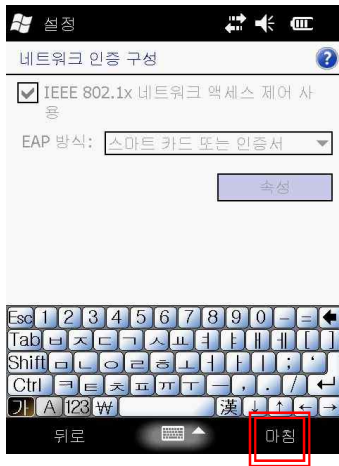 설정
네트워크 인증 구성
IEEE 802.1x 네트워크 액세스 제어 사
용
EAP 방식: 스마트 카드 또는 인증서
속성
Esc 1 2 3 4 5 6 7 8 9 0 - =
Tab ㅂ ㅈ ㄷ ㄱ ㅅ ㅛ ㅕ ㅑ ㅐ ㅔ [ ]
Shift ㅁ ㄴ ㅇ ㄹ ㅎ ㅗ ㅓ ㅏ ㅣ ; '
Ctrl ㅋ ㅌ ㅊ ㅍ ㅠ ㅜ ㅡ , . /
가 A 123 ₩ 漢
뒤로 마침